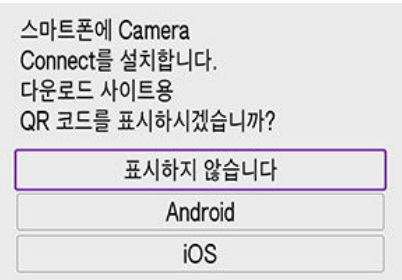 스마트폰에 Camera
Connect를 설치합니다.
다운로드 사이트용
QR 코드를 표시하시겠습니까?
표시하지 않습니다
Android
iOS